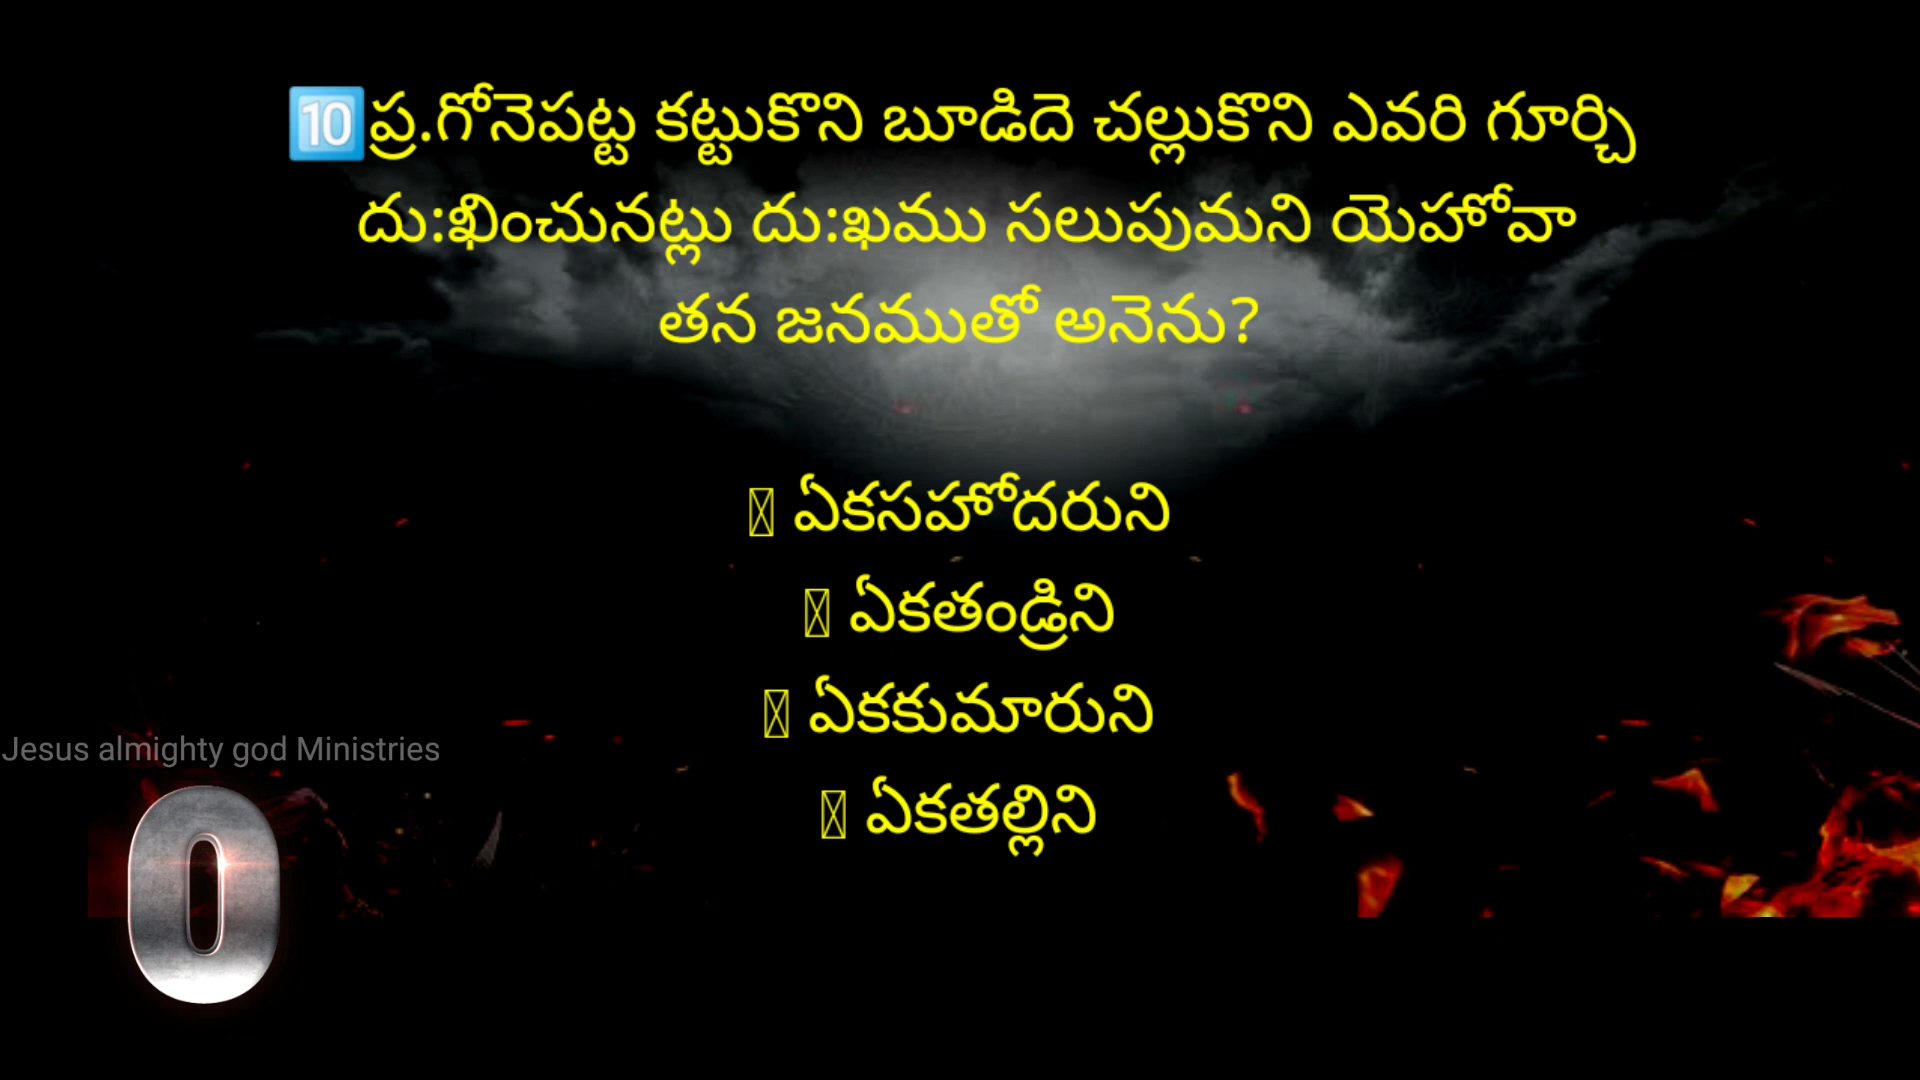 🔟ప్ర.గోనెపట్ట కట్టుకొని బూడిదె చల్లుకొని ఎవరి గూర్చి
దు:ఖించునట్లు దు:ఖము సలుపుమని యెహోవా
తన జనముతో అనెను?
ఏకసహోదరుని
ఏకతండ్రిని
ఏకకుమారుని
ఏకతల్లిని
Jesus almighty god Ministries
0